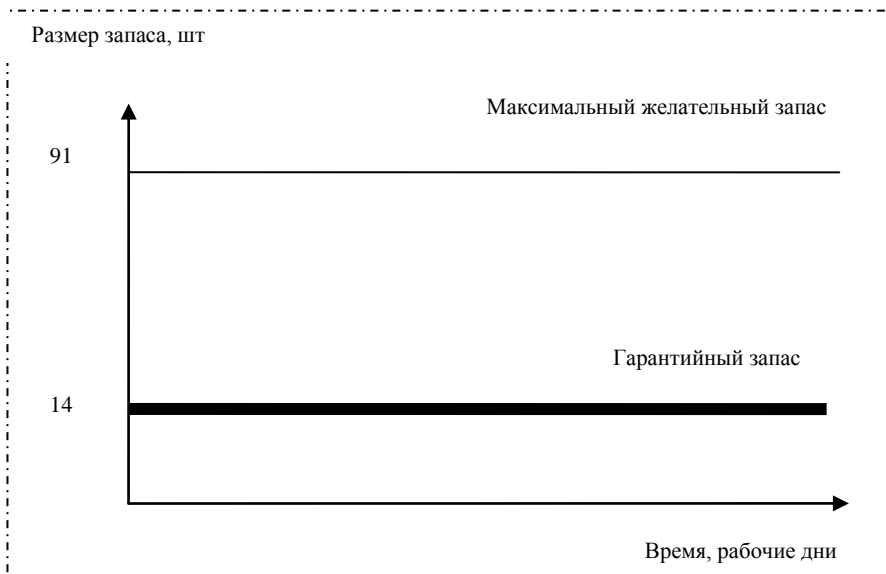 Размер запаса, шт
Максимальный желательный запас
91
Гарантийный запас
14
Время, рабочие дни